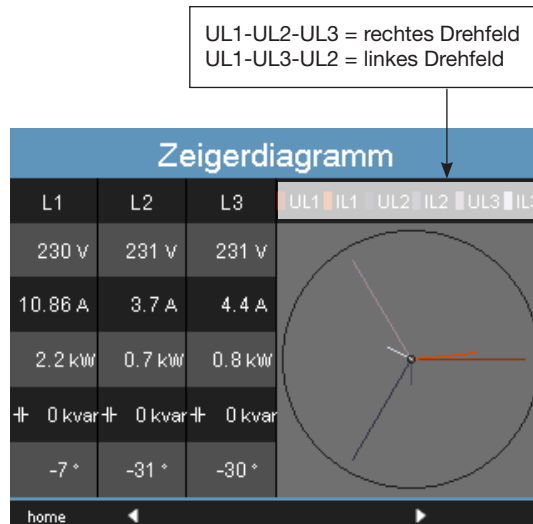 UL1-UL2-UL3 = rechtes Drehfeld
UL1-UL3-UL2 = linkes Drehfeld
Zeigerdiagramm
L1 L2 L3 UL1 IL1 UL2 IL2 UL3 IL3
230 V 231 V 231 V
10.86 A 3.7 A 4.4 A
2.2 kW 0.7 kW 0.8 kW
0 kvar 0 kvar 0 kvar
-7 ° -31 ° -30 °
home